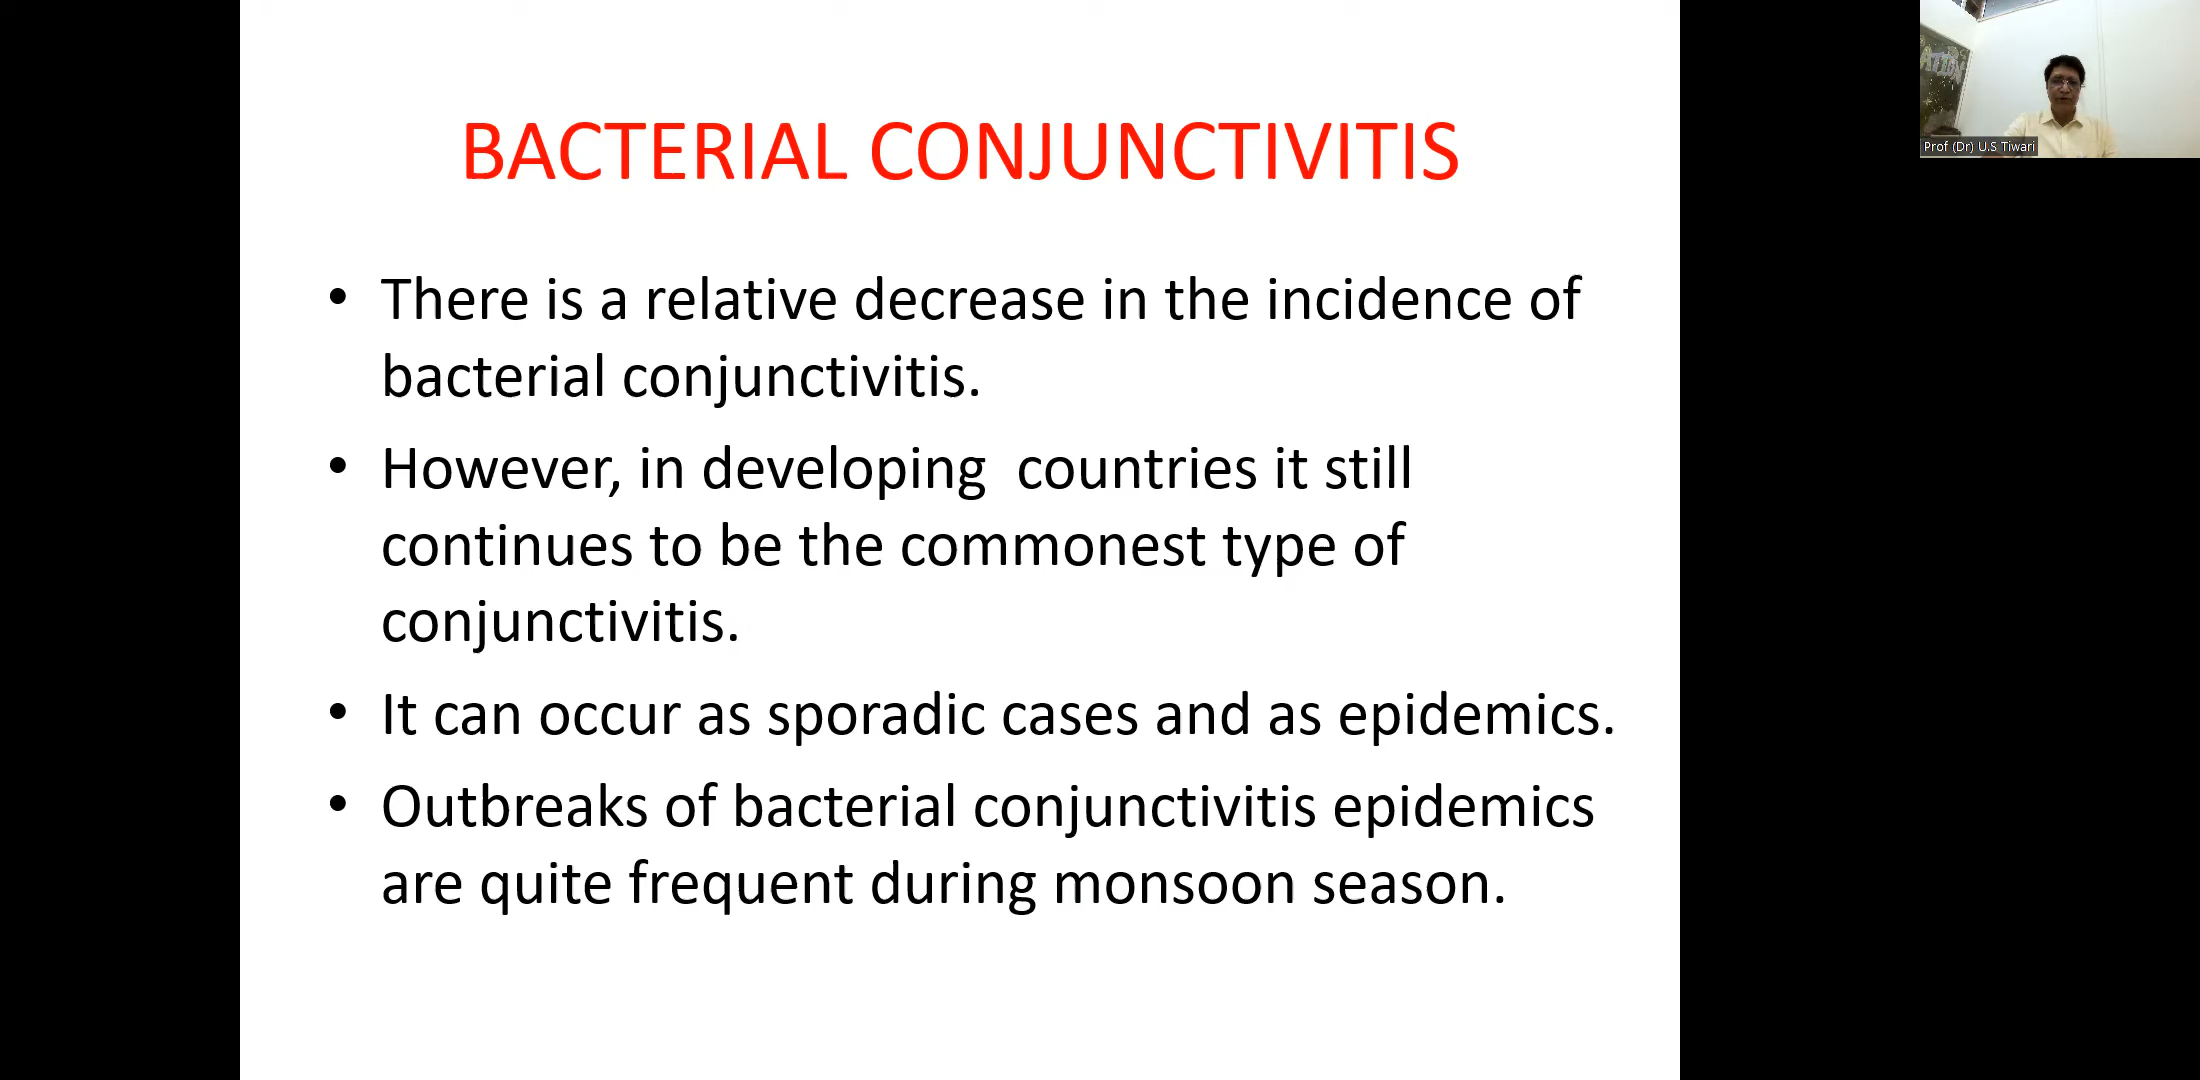 BACTERIAL CONJUNCTIVITIS
• There is a relative decrease in the incidence of
bacterial conjunctivitis.
• However, in developing  countries it still
continues to be the commonest type of
conjunctivitis.
• It can occur as sporadic cases and as epidemics.
• Outbreaks of bacterial conjunctivitis epidemics
are quite frequent during monsoon season.
Prof (Dr) U.S Tiwari